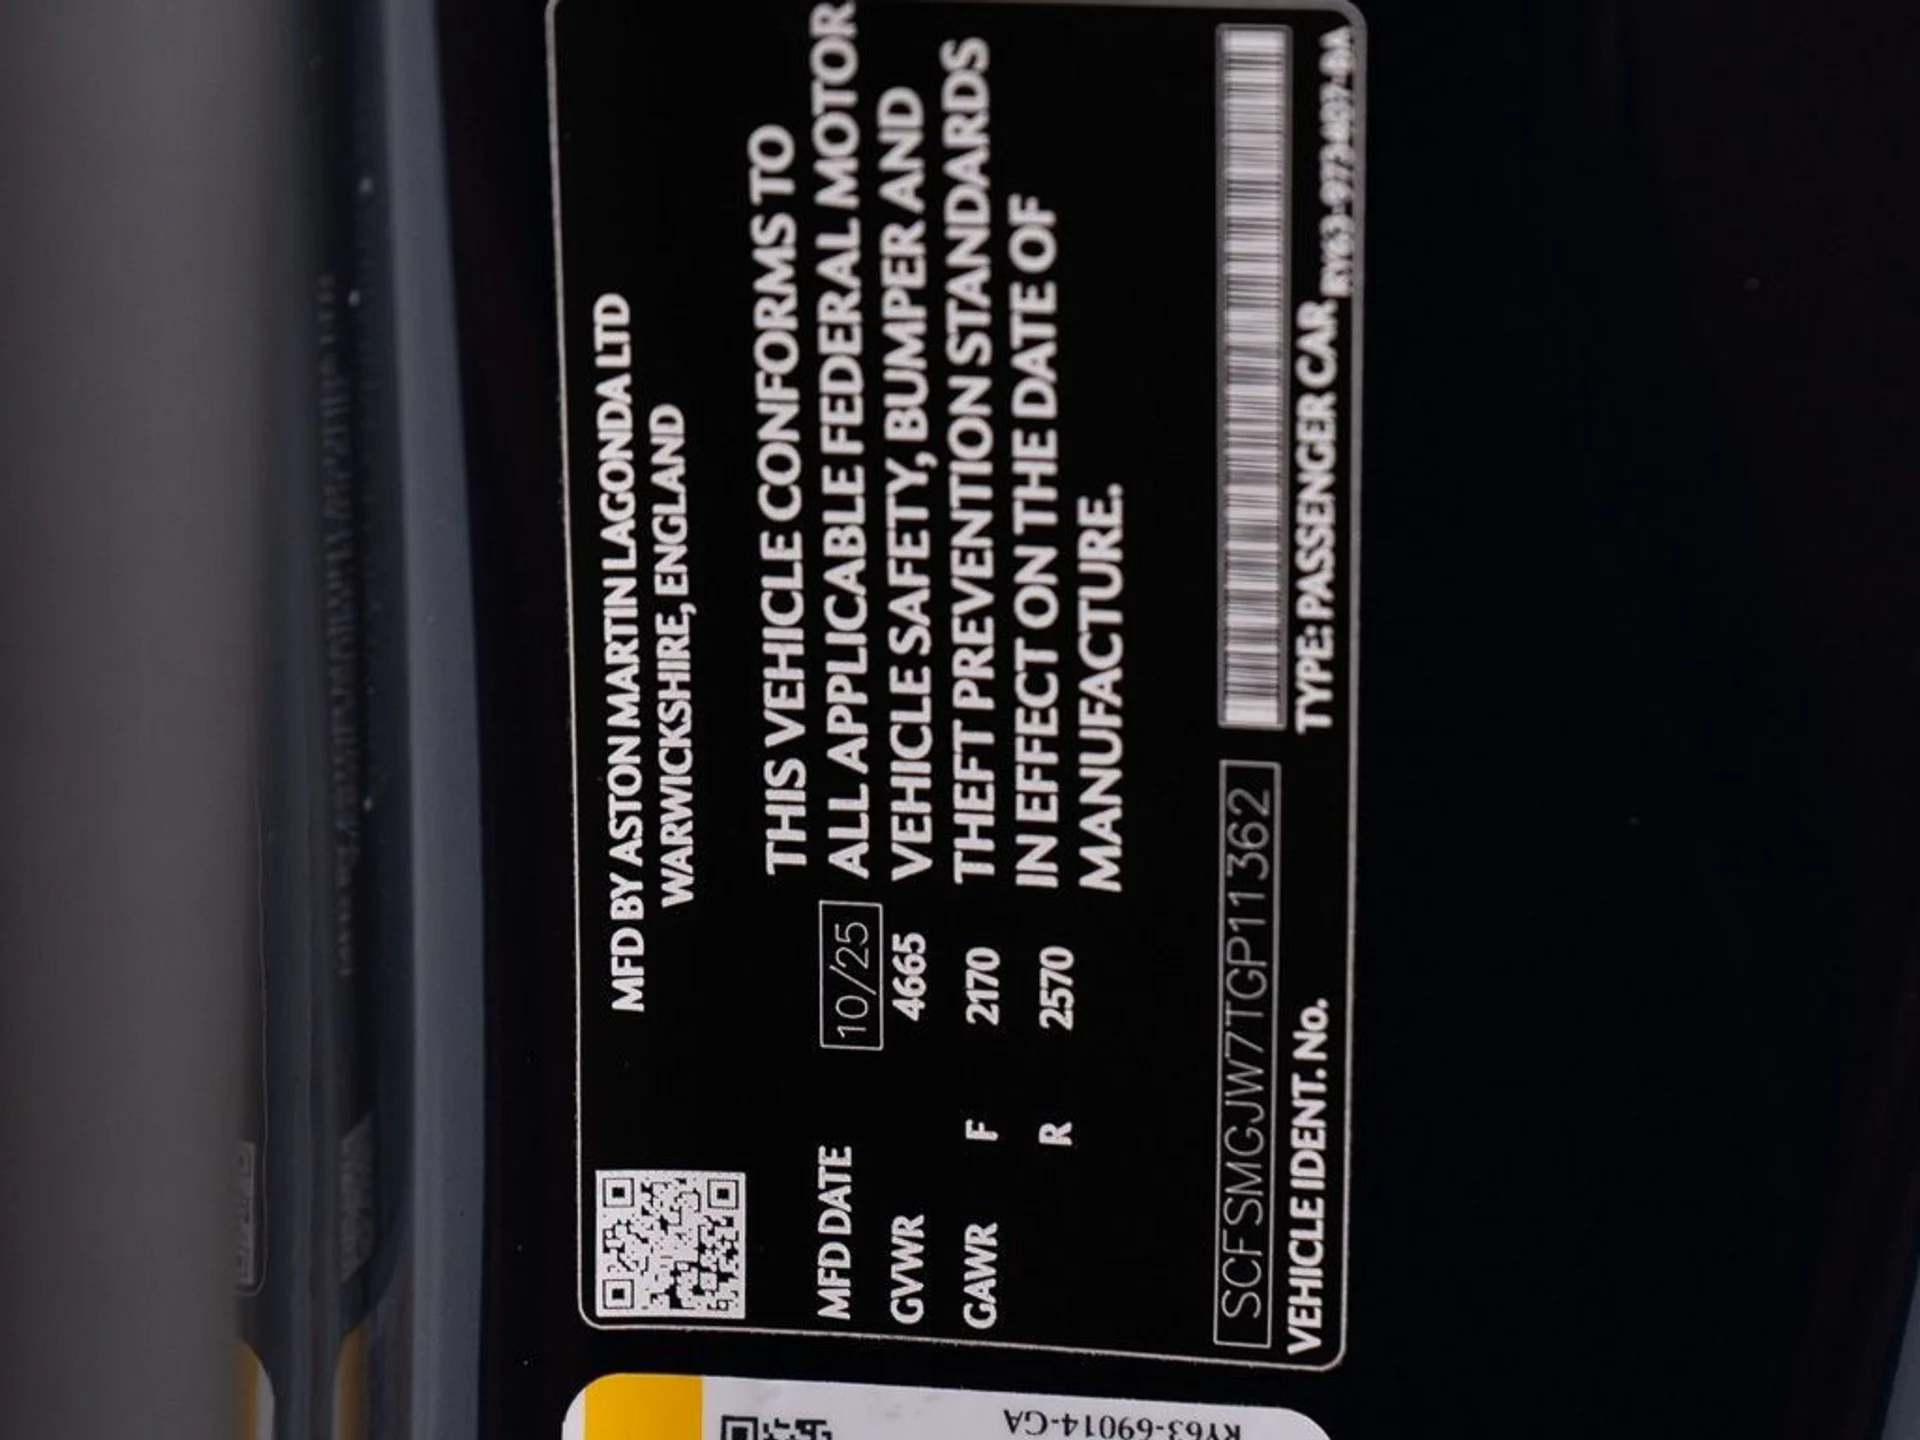 MFD BY ASTON MARTIN LAGONDA LTD
WARWICKSHIRE, ENGLAND
MFD DATE 10/25
GVWR 4665
GAWR F 2170
R 2570
THIS VEHICLE CONFORMS TO
ALL APPLICABLE FEDERAL MOTOR
VEHICLE SAFETY, BUMPER AND
THEFT PREVENTION STANDARDS
IN EFFECT ON THE DATE OF
MANUFACTURE.
SCFSMGJW7TGP11362
VEHICLE IDENT. No.
TYPE: PASSENGER CAR
RY63-69014-GA